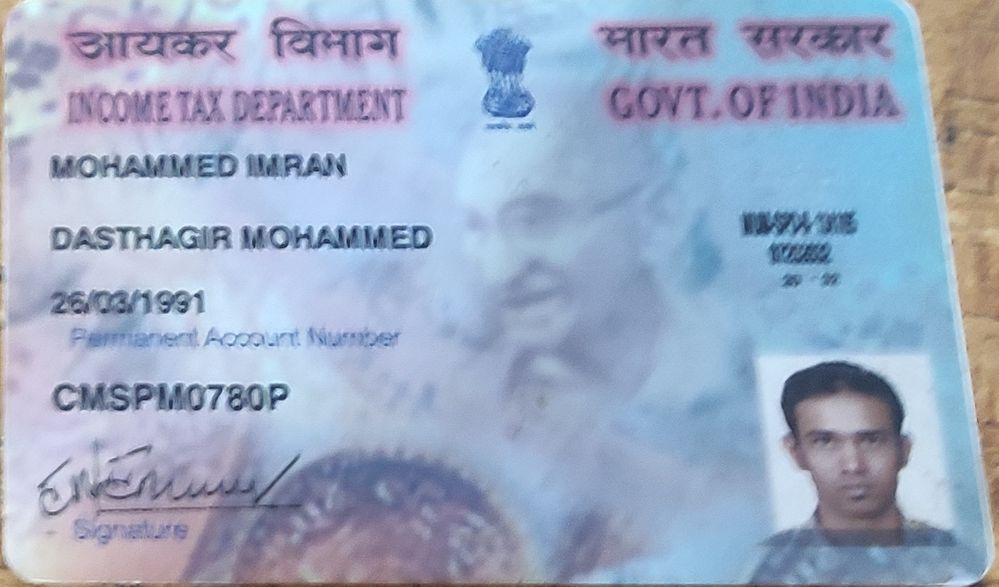 आयकर विभाग
INCOME TAX DEPARTMENT
भारत सरकार
GOVT. OF INDIA
MOHAMMED IMRAN
DASTHAGIR MOHAMMED
26/03/1991
Permanent Account Number
CMSPM0780P
Signature